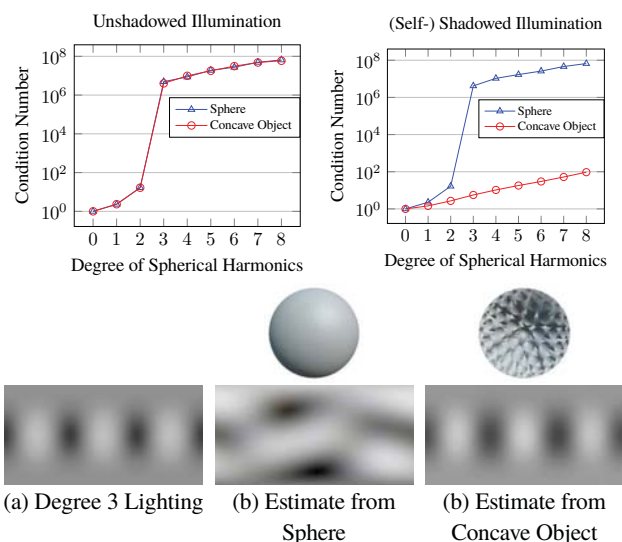 Unshadowed Illumination
Condition Number
10^8
10^6
10^4
10^2
10^0
Sphere
Concave Object
0 1 2 3 4 5 6 7 8
Degree of Spherical Harmonics
(Self-) Shadowed Illumination
Condition Number
10^8
10^6
10^4
10^2
10^0
Sphere
Concave Object
0 1 2 3 4 5 6 7 8
Degree of Spherical Harmonics
(a) Degree 3 Lighting
(b) Estimate from
Sphere
(b) Estimate from
Concave Object